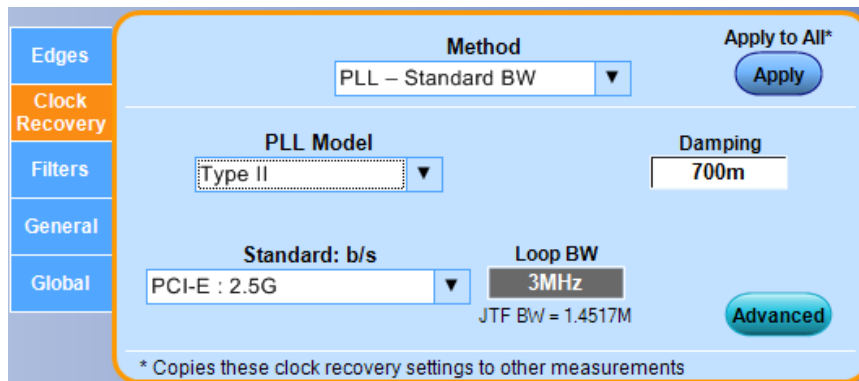 Edges
Clock
Recovery
Filters
General
Global
Method
PLL – Standard BW
Apply to All*
Apply
PLL Model
Type II
Damping
700m
Standard: b/s
PCI-E : 2.5G
Loop BW
3MHz
JTF BW = 1.4517M
Advanced
* Copies these clock recovery settings to other measurements